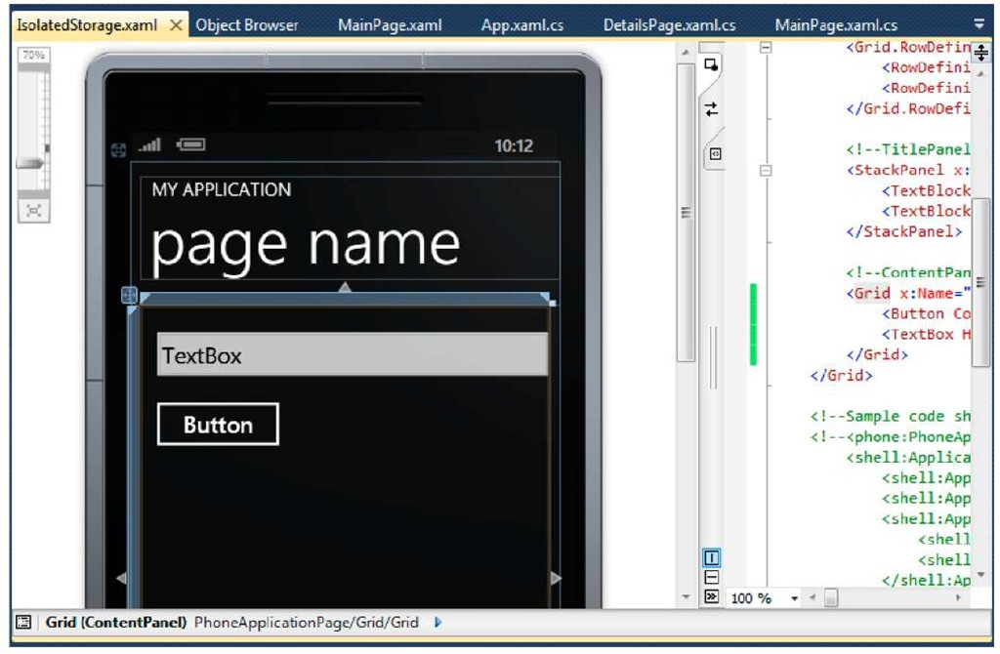 IsolatedStorage.xaml Object Browser MainPage.xaml App.xaml.cs DetailsPage.xaml.cs MainPage.xaml.cs
70%
10:12
MY APPLICATION
page name
TextBox
Button
<Grid.RowDefin
<RowDefini
<RowDefini
</Grid.RowDefi
<!--TitlePanel
<StackPanel x:
<TextBlock
<TextBlock
</StackPanel>
<!--ContentPan
<Grid x:Name="
<Button Co
<TextBox H
</Grid>
</Grid>
<!--Sample code sh
<!--<phone:PhoneAp
<shell:Applica
<shell:App
<shell:App
<shell:App
<shell
<shell
</shell:Ap
100 %
Grid (ContentPanel) PhoneApplicationPage/Grid/Grid